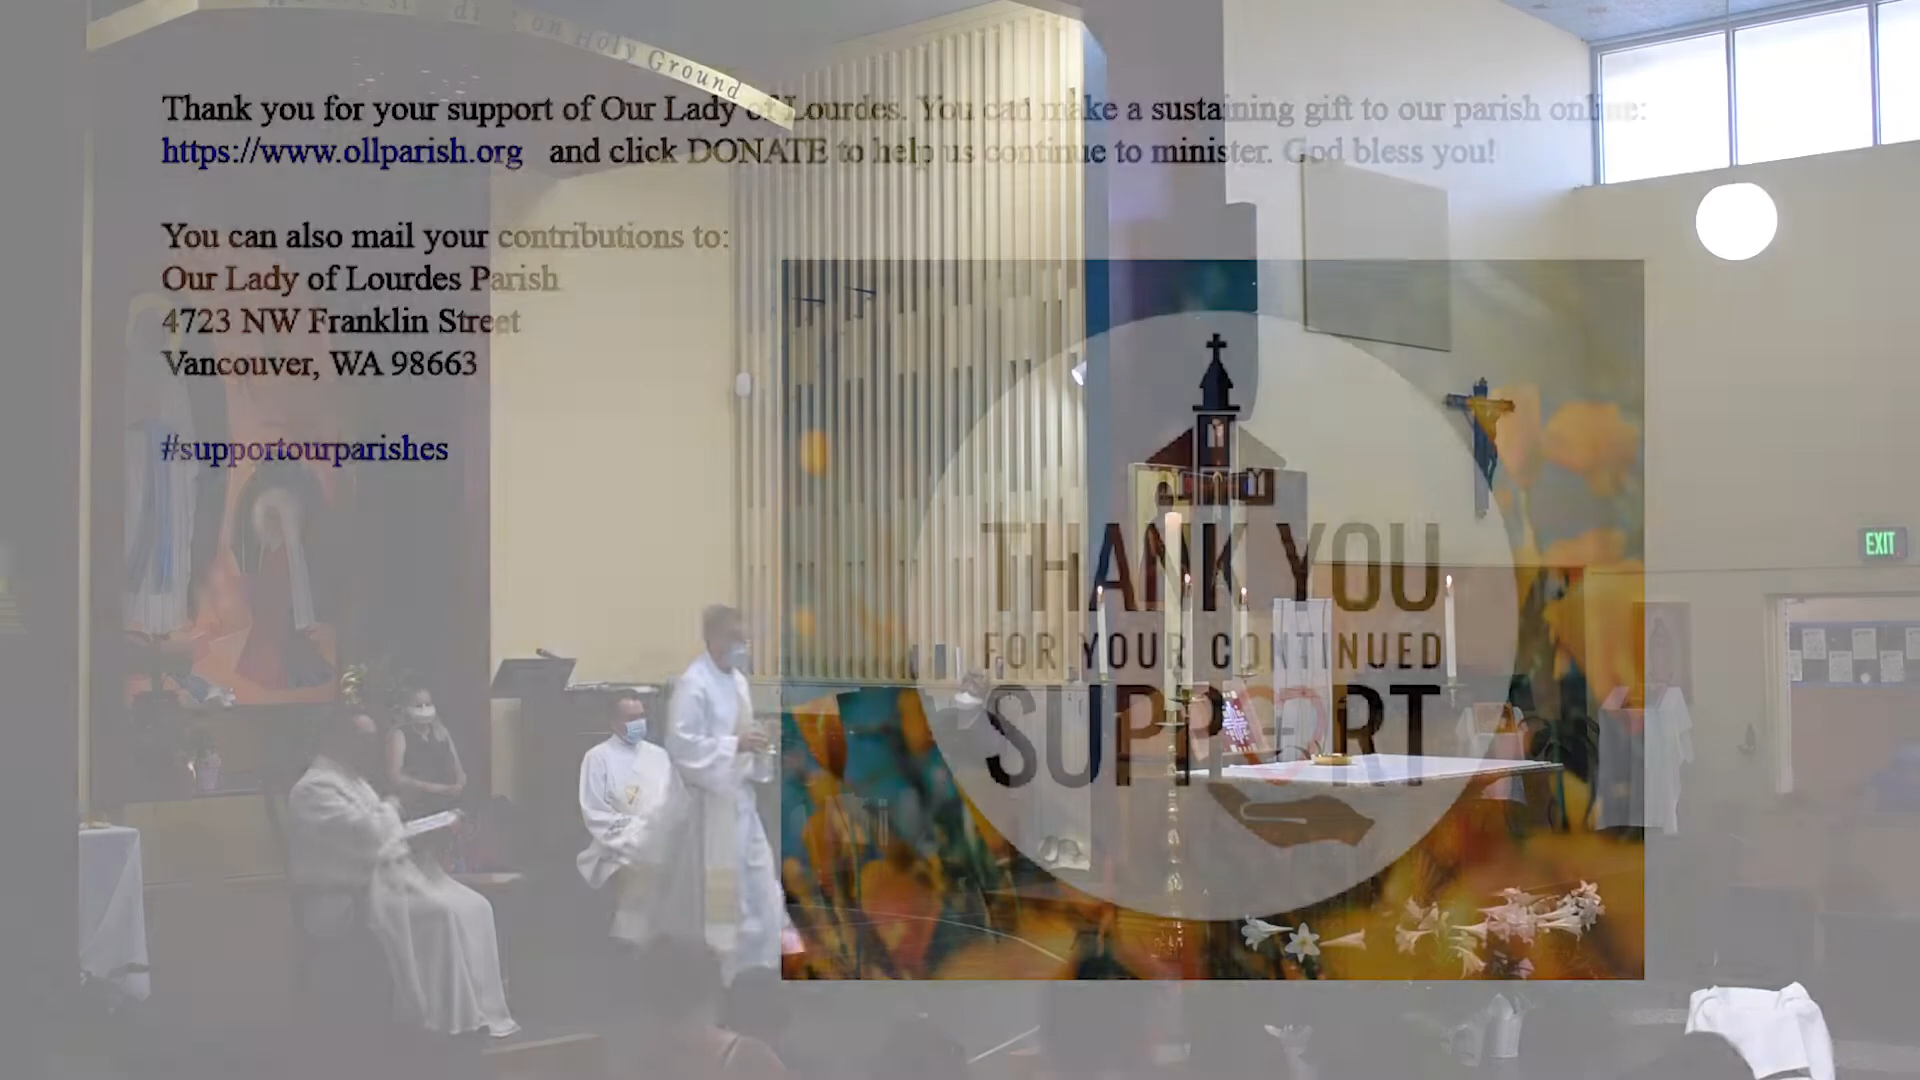 on Holy Ground
Thank you for your support of Our Lady of Lourdes. You can make a sustaining gift to our parish online:
https://www.ollparish.org and click DONATE to help us continue to minister. God bless you!
You can also mail your contributions to:
Our Lady of Lourdes Parish
4723 NW Franklin Street
Vancouver, WA 98663
#supportourparishes
THANK YOU
FOR YOUR CONTINUED
SUPPORT
EXIT